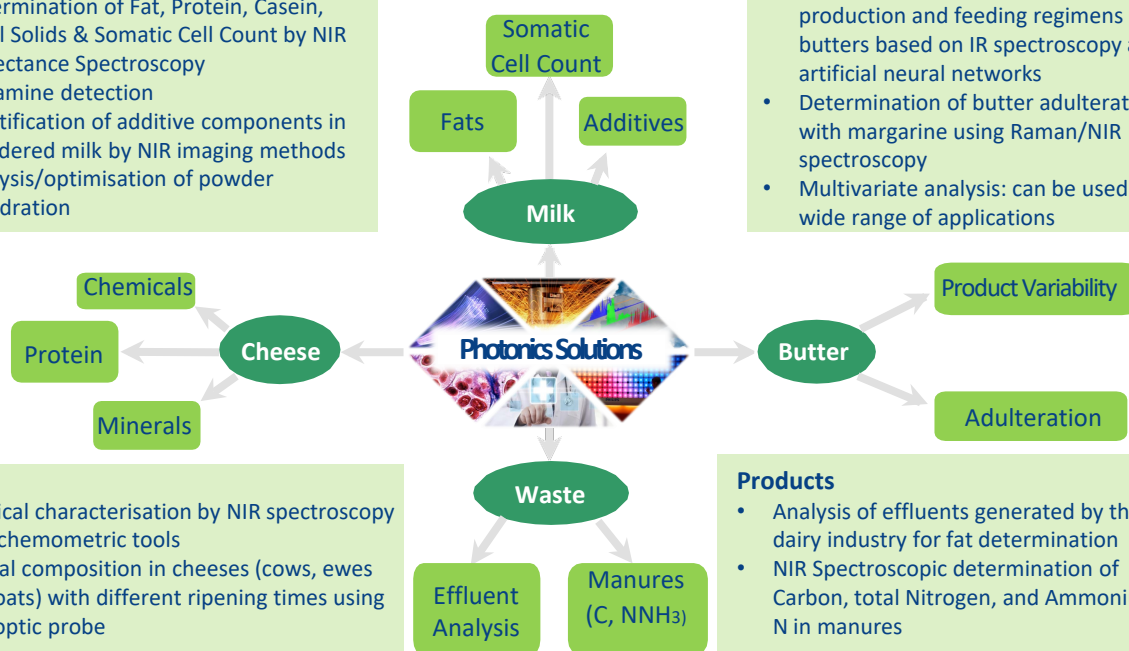 ermination of Fat, Protein, Casein,
l Solids & Somatic Cell Count by NIR
ectance Spectroscopy
amine detection
tification of additive components in
dered milk by NIR imaging methods
ysis/optimisation of powder
dration
Somatic
Cell Count
Fats
Additives
Milk
production and feeding regimens
butters based on IR spectroscopy a
artificial neural networks
• Determination of butter adulterat
with margarine using Raman/NIR
spectroscopy
• Multivariate analysis: can be used
wide range of applications
Chemicals
Protein
Minerals
Cheese
Photonics Solutions
Butter
Product Variability
Adulteration
ical characterisation by NIR spectroscopy
chemometric tools
al composition in cheeses (cows, ewes
oats) with different ripening times using
optic probe
Waste
Effluent
Analysis
Manures
(C, NNH3)
Products
• Analysis of effluents generated by th
dairy industry for fat determination
• NIR Spectroscopic determination of
Carbon, total Nitrogen, and Ammoni
N in manures